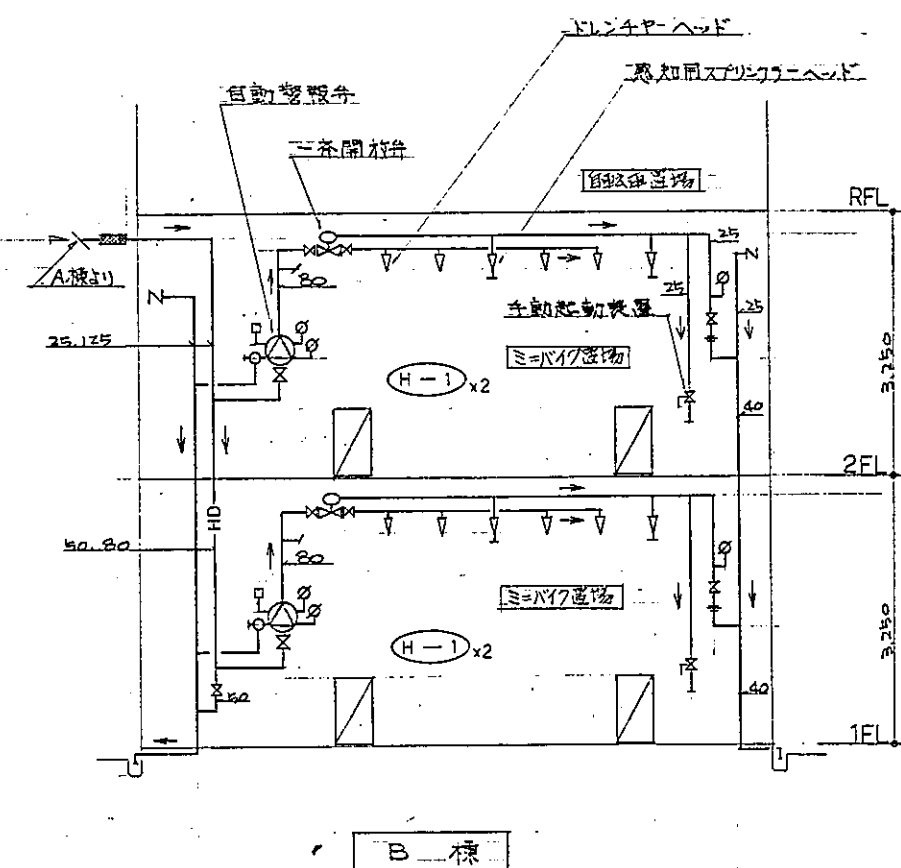 ドレンチャーヘッド
感知用スプリンクラーヘッド
自動警報弁
一斉開放弁
自転車置場
RFL
25
A棟より
80
25
25
手動起動装置
25.125
ミニバイク置場
H-1 x2
3,250
40
2FL
HD
50.80
80
ミニバイク置場
H-1 x2
3,250
50
40
1FL
B棟